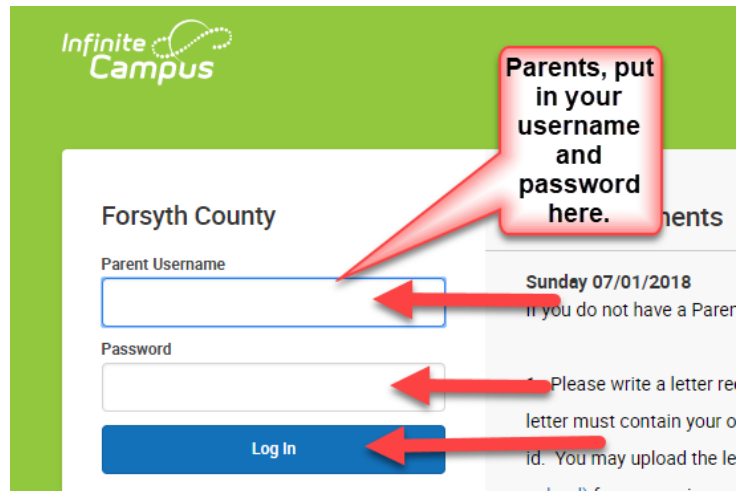 Infinite
Campus
Parents, put
in your
username
and
password
here.
Forsyth County
ments
Parent Username
Sunday 07/01/2018
If you do not have a Paren
Password
Please write a letter
letter must contain your
Log In
id. You may upload the